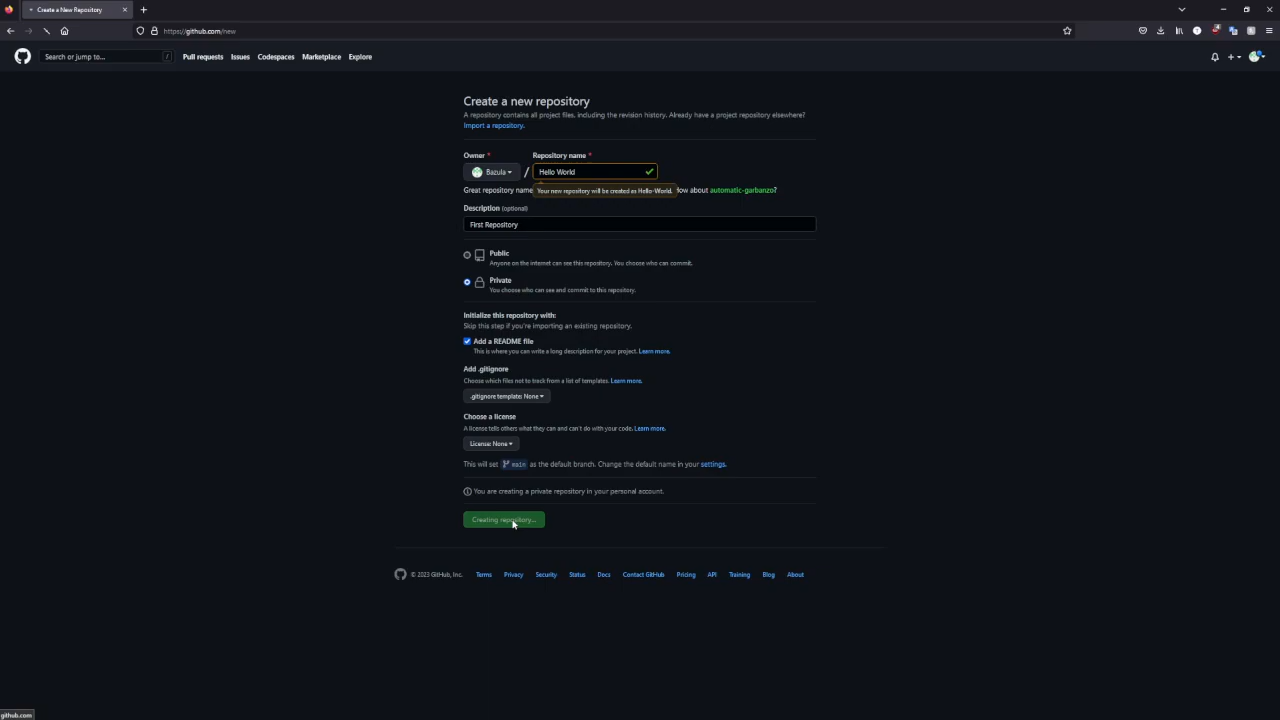 Create a New Repository
https://github.com/new
Search or jump to... /
Pull requests Issues Codespaces Marketplace Explore
Create a new repository
A repository contains all project files, including the revision history. Already have a project repository elsewhere?
Import a repository.
Owner * Repository name *
Bazula / Hello World
Great repository name
Your new repository will be created as Hello-World.
How about automatic-garbanzo?
Description (optional)
First Repository
Public
Anyone on the internet can see this repository. You choose who can commit.
Private
You choose who can see and commit to this repository.
Initialize this repository with:
Skip this step if you're importing an existing repository.
Add a README file
This is where you can write a long description for your project. Learn more.
Add .gitignore
Choose which files not to track from a list of templates. Learn more.
.gitignore template: None
Choose a license
A license tells others what they can and can't do with your code. Learn more.
License: None
This will set main as the default branch. Change the default name in your settings.
You are creating a private repository in your personal account.
Creating repository...
© 2023 GitHub, Inc. Terms Privacy Security Status Docs Contact GitHub Pricing API Training Blog About
github.com